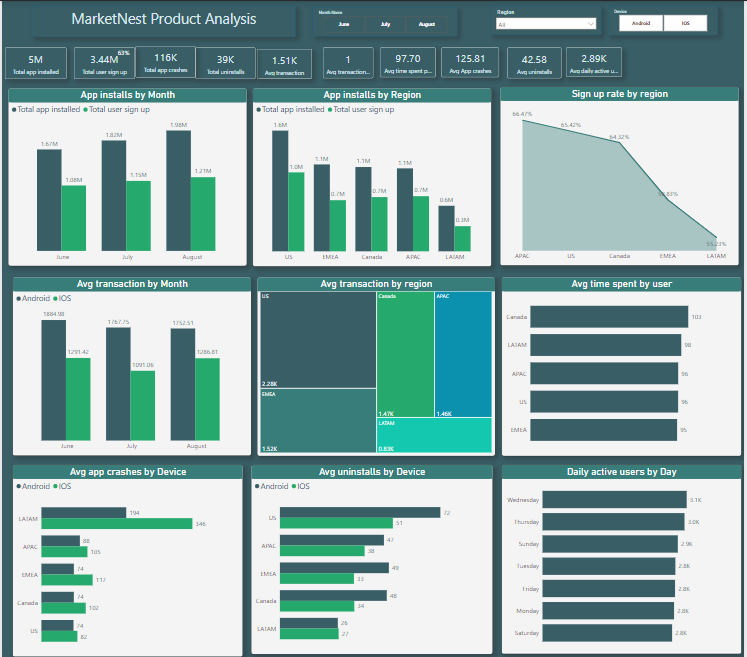 MarketNest Product Analysis
Month Name
June July August
Region
All
Device
Android IOS
5M
Total app installed
3.44M 63%
Total user sign up
116K
Total app crashes
39K
Total uninstalls
1.51K
Avg transaction
1
Avg transaction...
97.70
Avg time spent p...
125.81
Avg App crashes
42.58
Avg uninstalls
2.89K
Avg daily active u...
App installs by Month
Total app installed Total user sign up
1.67M 1.08M 1.82M 1.15M 1.98M 1.21M
June July August
App installs by Region
Total app installed Total user sign up
1.6M 1.0M 1.1M 0.7M 1.1M 0.7M 1.1M 0.7M 0.6M 0.3M
US EMEA Canada APAC LATAM
Sign up rate by region
66.47% 65.42% 64.32% .83% 55.23%
APAC US Canada EMEA LATAM
Avg transaction by Month
Android IOS
1884.98 1291.42 1767.75 1091.06 1752.51 1286.81
June July August
Avg transaction by region
US
2.28K
EMEA
1.52K
Canada
1.47K
APAC
1.46K
LATAM
0.83K
Avg time spent by user
Canada 103
LATAM 98
APAC 96
US 96
EMEA 95
Avg app crashes by Device
Android IOS
LATAM 194 346
APAC 88 105
EMEA 74 117
Canada 74 102
US 74 82
Avg uninstalls by Device
Android IOS
US 72 51
APAC 47 38
EMEA 49 33
Canada 48 34
LATAM 26 27
Daily active users by Day
Wednesday 3.1K
Thursday 3.0K
Sunday 2.9K
Tuesday 2.8K
Friday 2.8K
Monday 2.8K
Saturday 2.8K